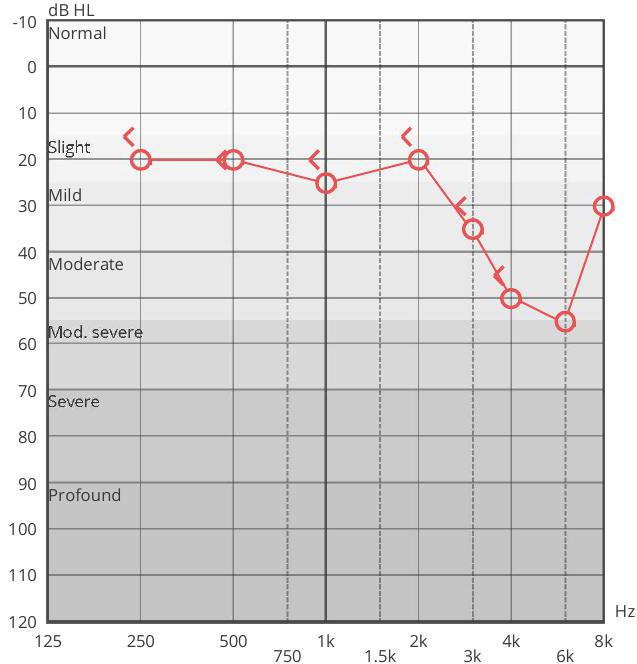 dB HL
-10
Normal
0
10
Slight
20
Mild
30
40
Moderate
50
Mod. severe
60
70
Severe
80
90
Profound
100
110
120
Hz
125 250 500 1k 2k 4k 8k
750 1.5k 3k 6k